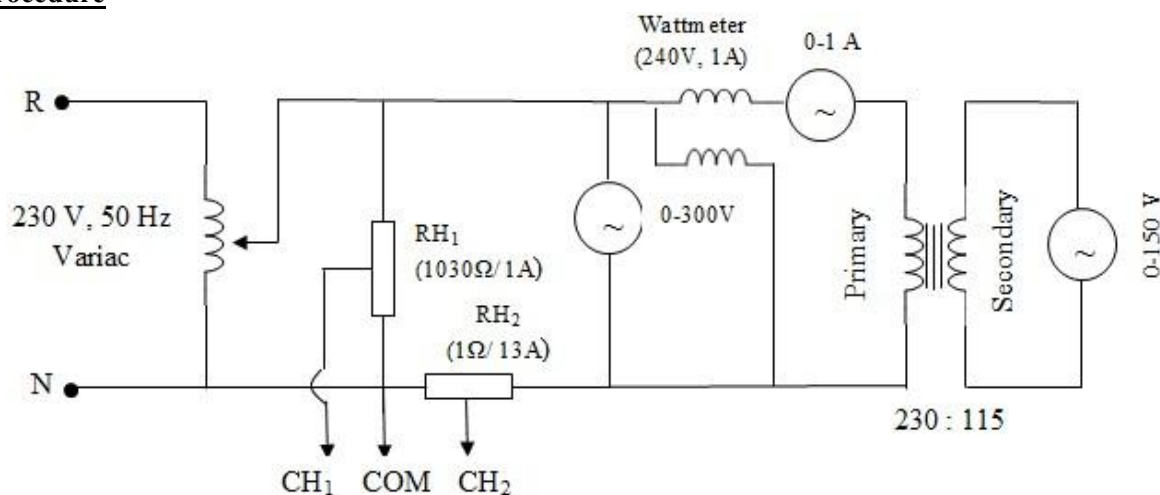 Wattmeter
(240V, 1A)
0-1 A
R
230 V, 50 Hz
Variac
RH₁
(1030Ω/1A)
0-300V
Primary
Secondary
0-150 V
RH₂
(1Ω/13A)
N
230 : 115
CH₁ COM CH₂